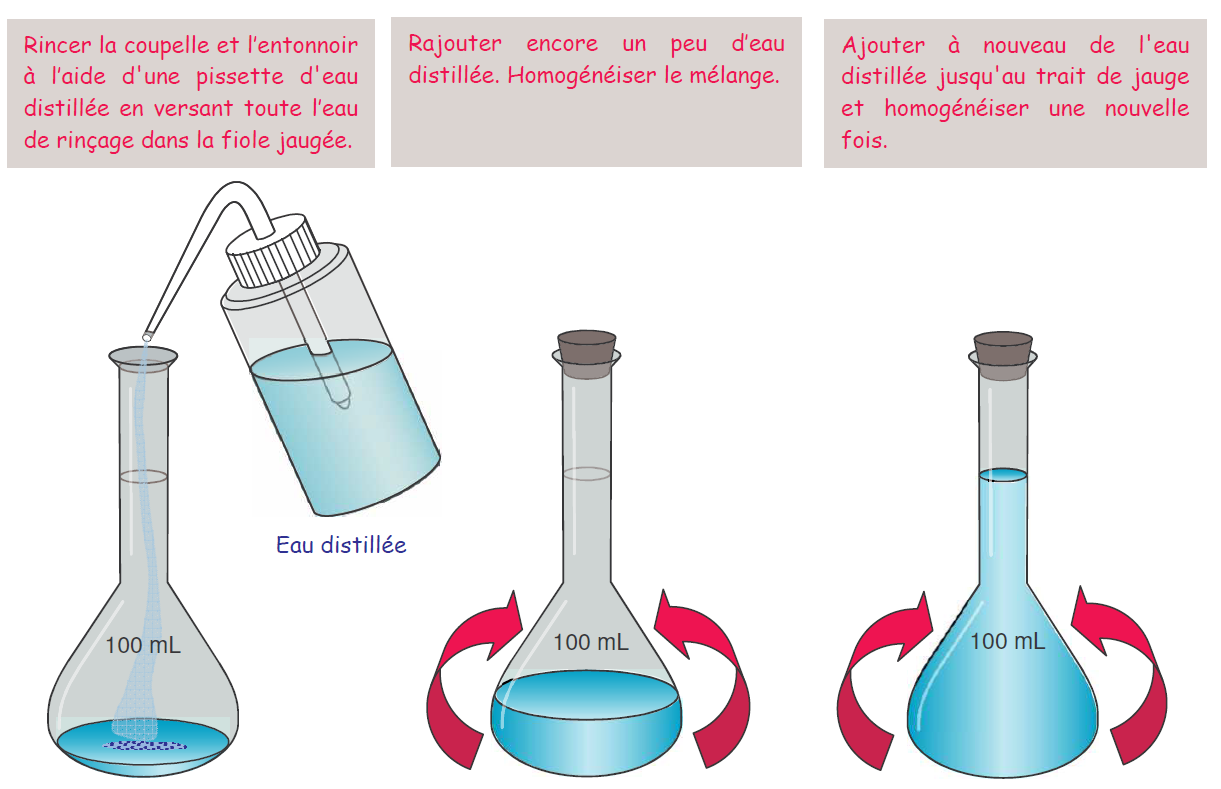 Rincer la coupelle et l’entonnoir
à l’aide d'une pissette d'eau
distillée en versant toute l’eau
de rinçage dans la fiole jaugée.
Rajouter encore un peu d’eau
distillée. Homogénéiser le mélange.
Ajouter à nouveau de l'eau
distillée jusqu'au trait de jauge
et homogénéiser une nouvelle
fois.
Eau distillée
100 mL
100 mL
100 mL